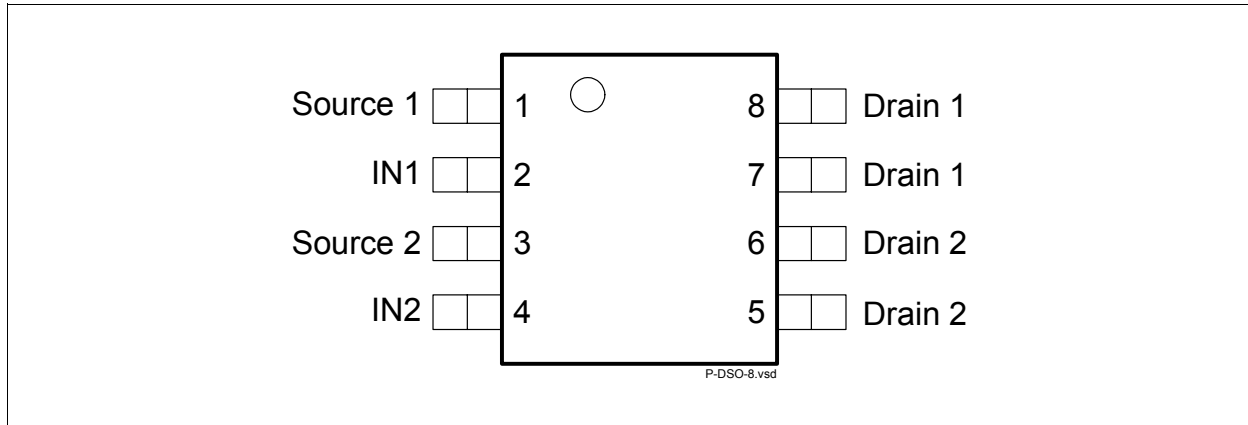 Source 1 1 8 Drain 1
IN1 2 7 Drain 1
Source 2 3 6 Drain 2
IN2 4 5 Drain 2
P-DSO-8.vsd